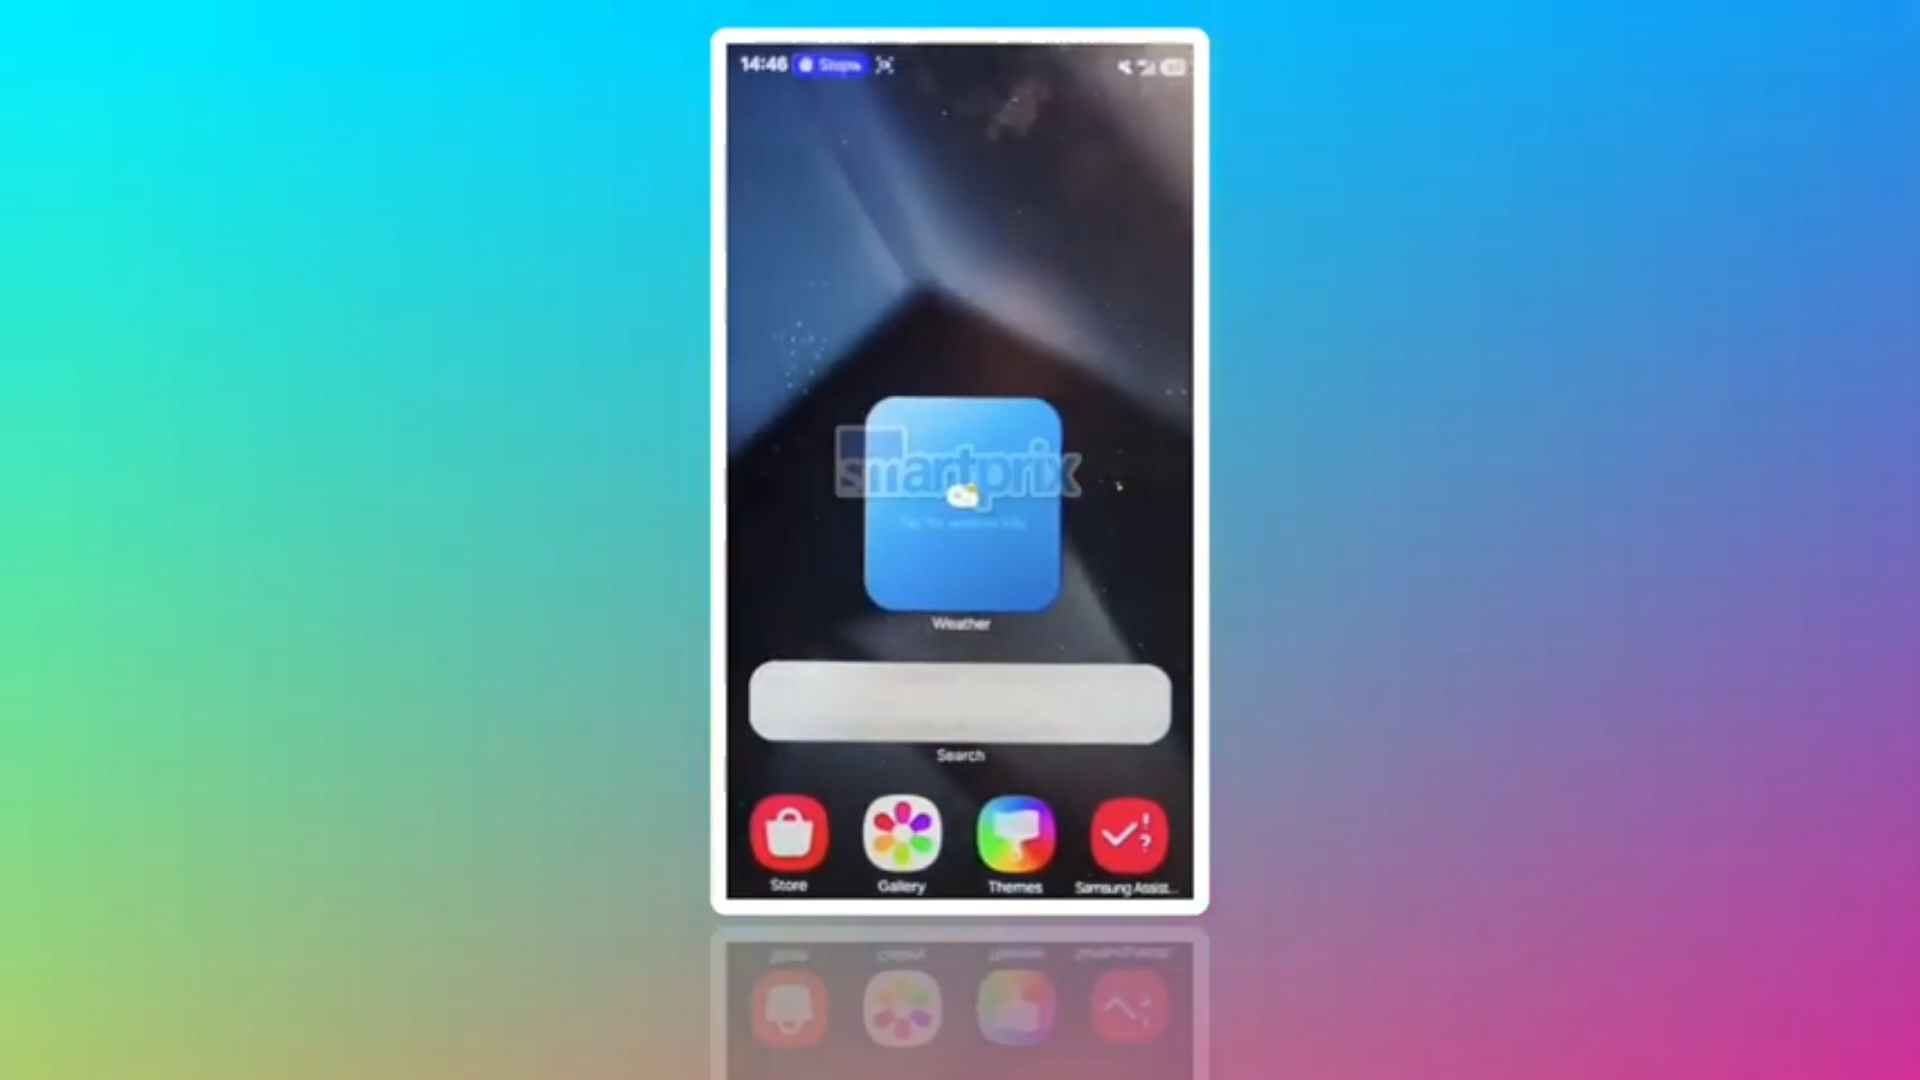 14:46
smartprix
Weather
Search
Store
Gallery
Themes
Samsung Assist...